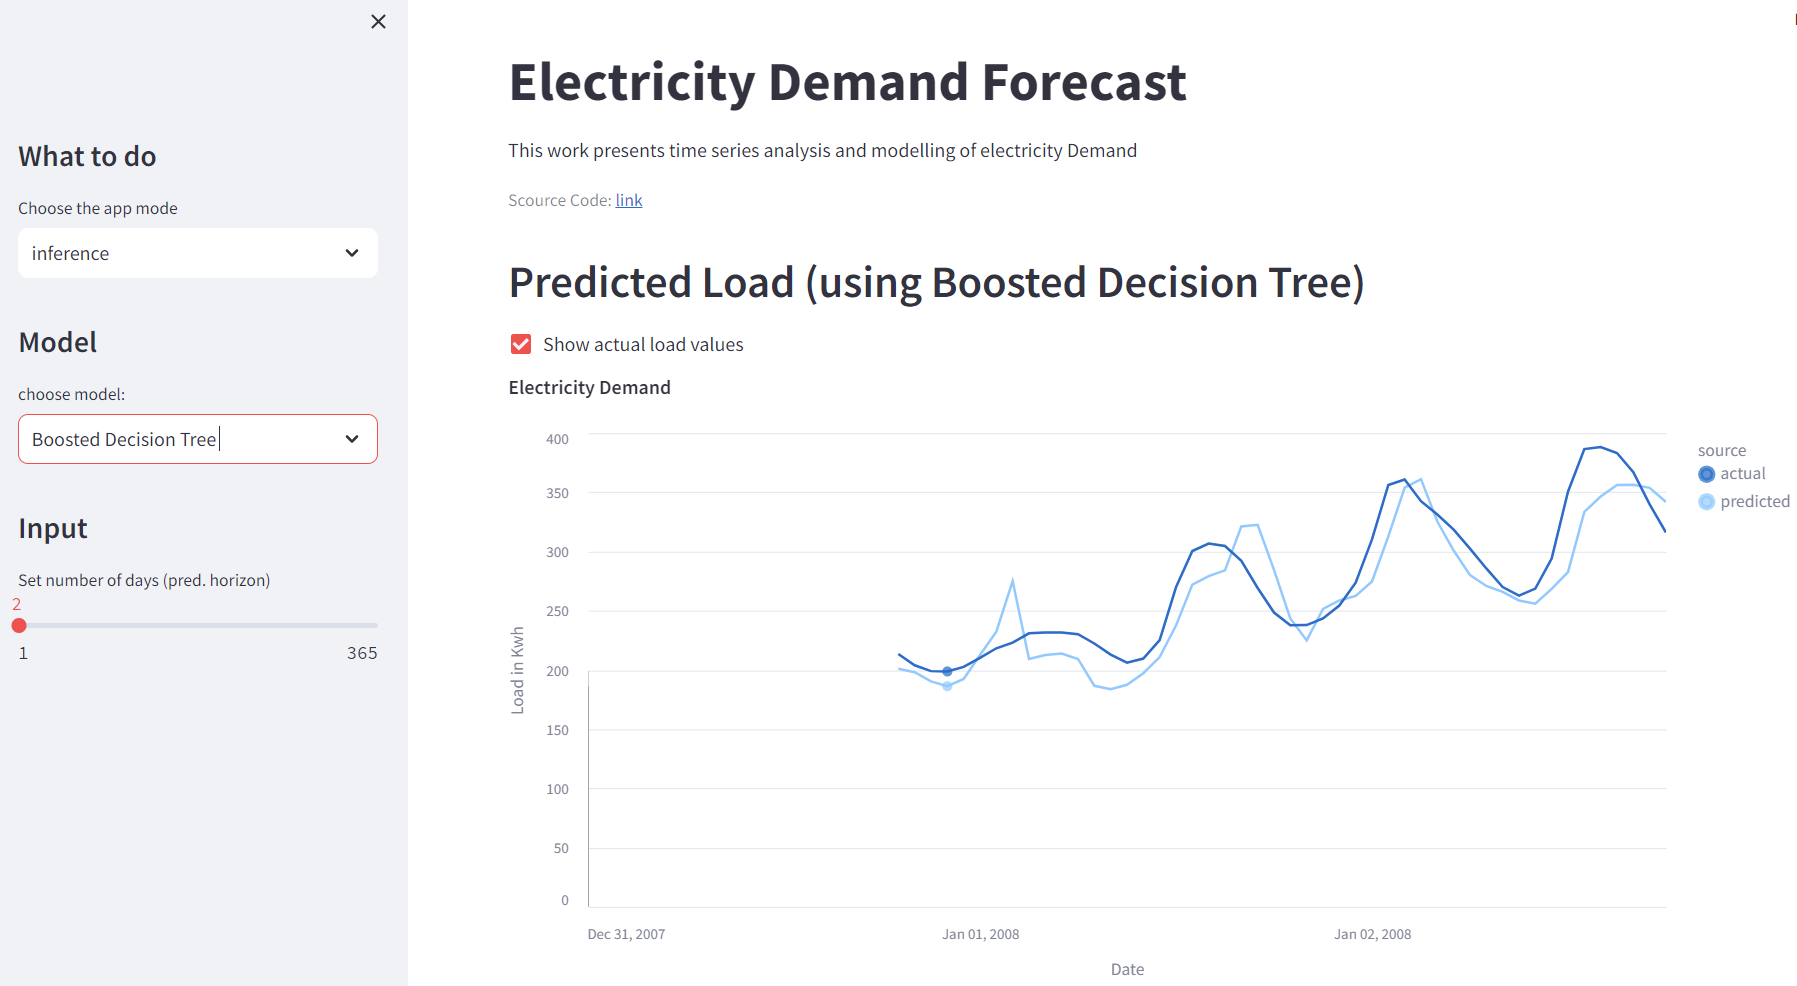 What to do
Choose the app mode
inference
Model
choose model:
Boosted Decision Tree
Input
Set number of days (pred. horizon)
2
1 365
Electricity Demand Forecast
This work presents time series analysis and modelling of electricity Demand
Scource Code: link
Predicted Load (using Boosted Decision Tree)
Show actual load values
Electricity Demand
400
350
300
250
200
150
100
50
0
Load in Kwh
Dec 31, 2007 Jan 01, 2008 Jan 02, 2008
Date
source
actual
predicted